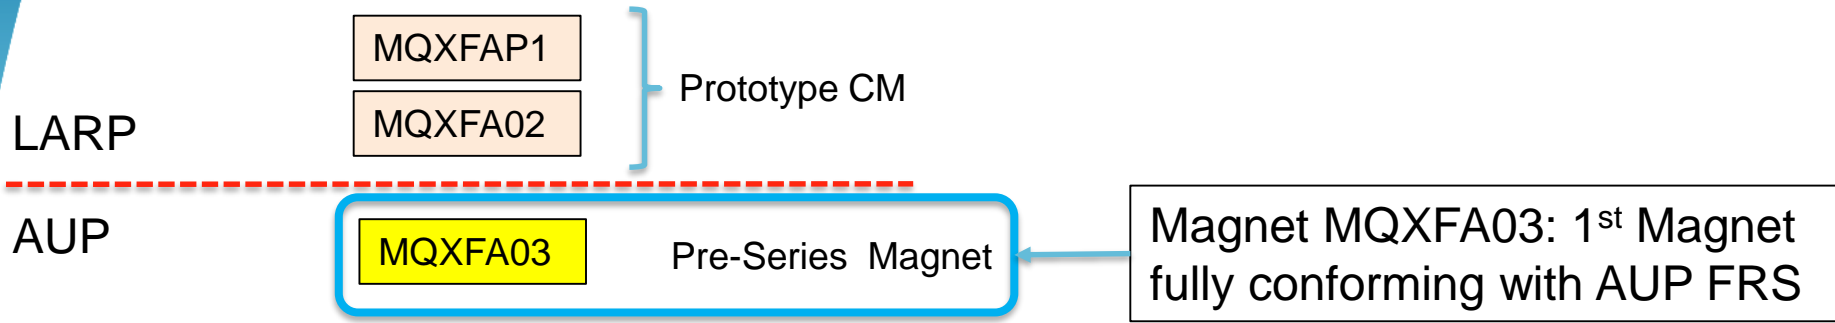 MQXFAP1
Prototype CM
MQXFA02
LARP
AUP
MQXFA03
Pre-Series Magnet
Magnet MQXFA03: 1st Magnet
fully conforming with AUP FRS